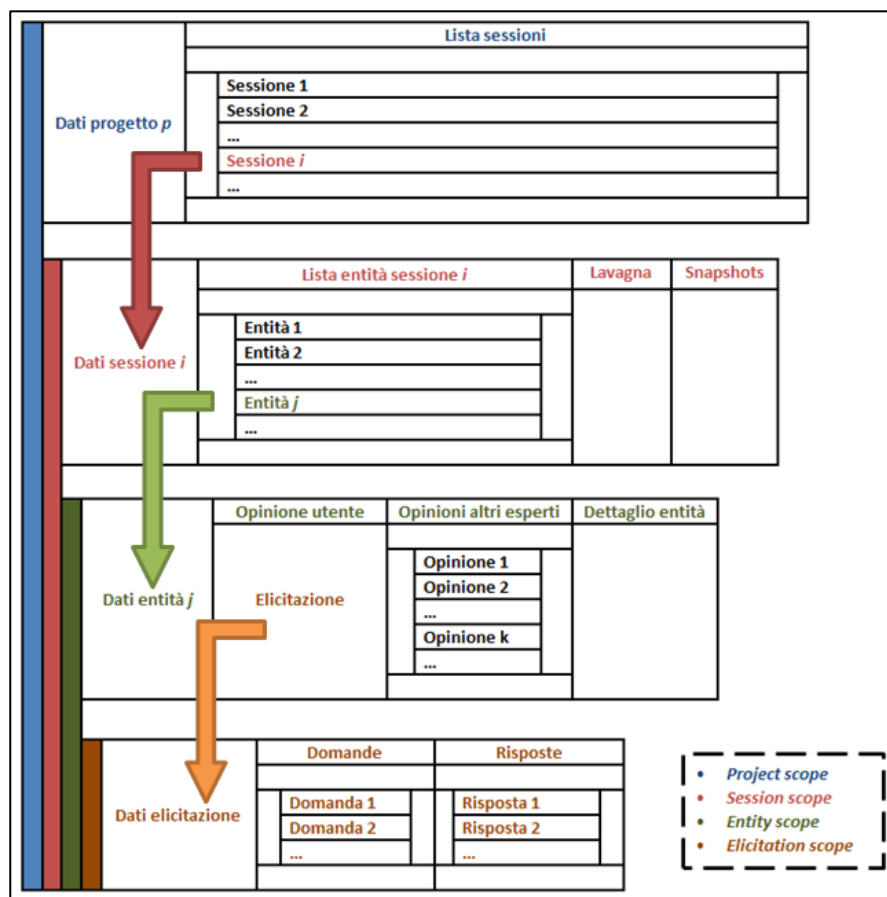 Lista sessioni
Dati progetto p
Sessione 1
Sessione 2
...
Sessione i
...
Lista entità sessione i
Lavagna
Snapshots
Dati sessione i
Entità 1
Entità 2
...
Entità j
...
Opinione utente
Opinioni altri esperti
Dettaglio entità
Dati entità j
Elicitazione
Opinione 1
Opinione 2
...
Opinione k
...
Domande
Risposte
Dati elicitazione
Domanda 1
Domanda 2
...
Risposta 1
Risposta 2
...
• Project scope
• Session scope
• Entity scope
• Elicitation scope